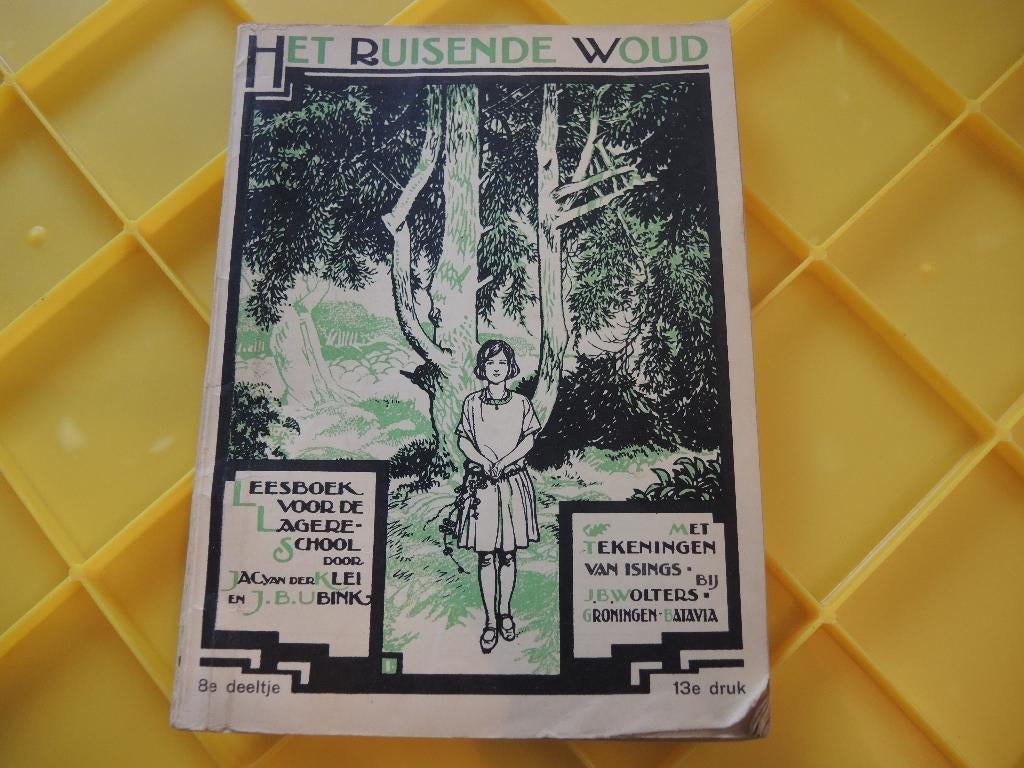 HET RUISENDE WOUD
LEESBOEK
VOOR DE
LAGERE-
SCHOOL
DOOR
JAC. VAN DER KLEI
EN J. B. UBINK
MET
TEKENINGEN
VAN ISINGS · BIJ
J.B. WOLTERS ·
GRONINGEN - BATAVIA
8e deeltje
13e druk